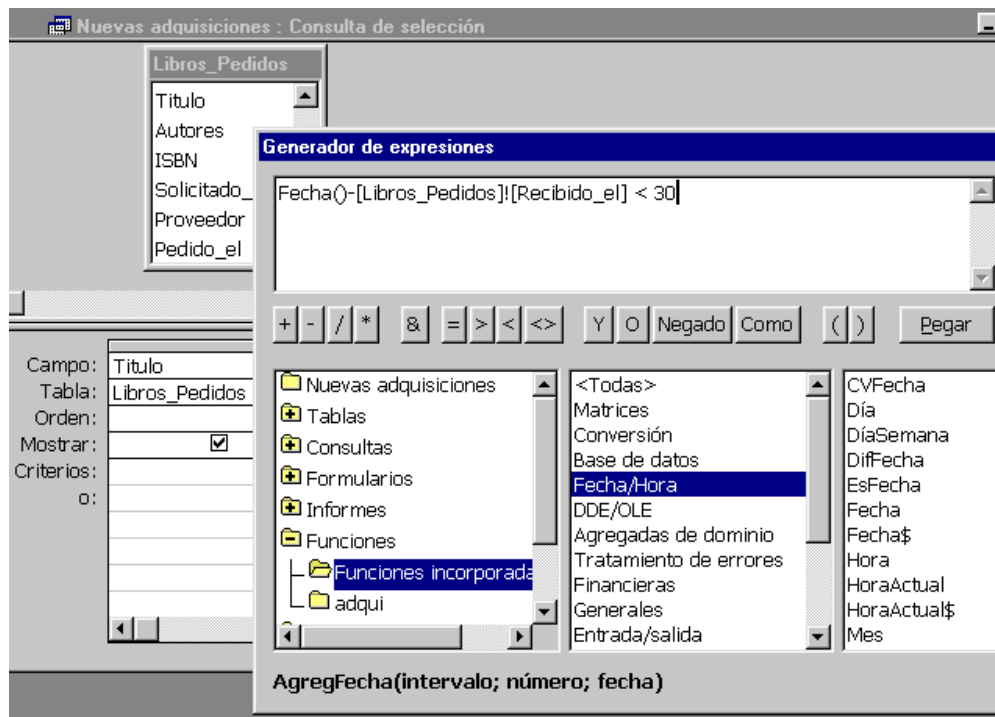 Nuevas adquisiciones : Consulta de selección
Libros_Pedidos
Titulo
Autores
ISBN
Solicitado_
Proveedor
Pedido_el
Generador de expresiones
Fecha()-[Libros_Pedidos]![Recibido_el] < 30
+ - / * & = > < <> Y O Negado Como ( ) Pegar
Campo: Titulo
Tabla: Libros_Pedidos
Orden:
Mostrar:
Criterios:
o:
Nuevas adquisiciones
Tablas
Consultas
Formularios
Informes
Funciones
Funciones incorporada
adqui
<Todas>
Matrices
Conversión
Base de datos
Fecha/Hora
DDE/OLE
Agregadas de dominio
Tratamiento de errores
Financieras
Generales
Entrada/salida
CVFecha
Día
DíaSemana
DifFecha
EsFecha
Fecha
Fecha$
Hora
HoraActual
HoraActual$
Mes
AgregFecha(intervalo; número; fecha)